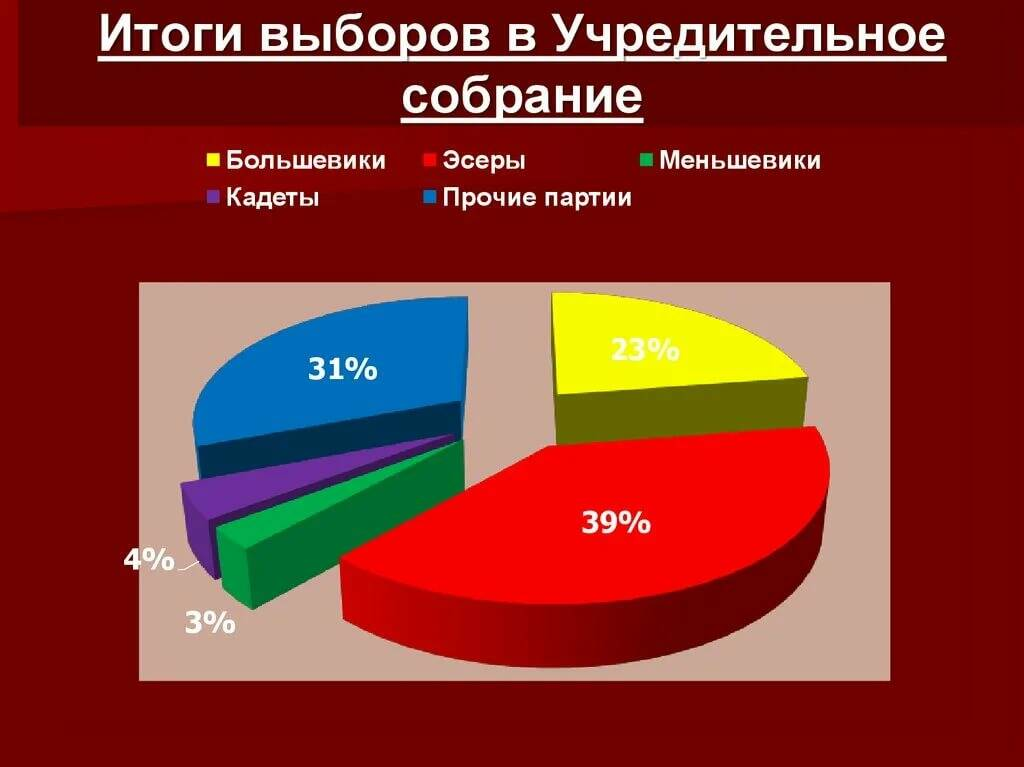 Итоги выборов в Учредительное
собрание
Большевики Эсеры Меньшевики
Кадеты Прочие партии
31% 23%
39%
4%
3%